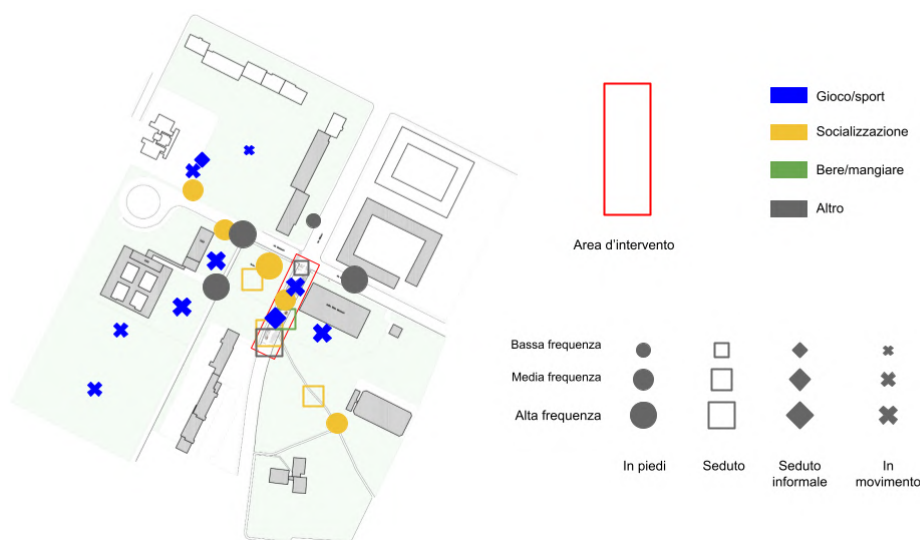 Gioco/sport
Socializzazione
Bere/mangiare
Altro
Area d'intervento
Bassa frequenza
Media frequenza
Alta frequenza
In piedi
Seduto
Seduto
informale
In
movimento